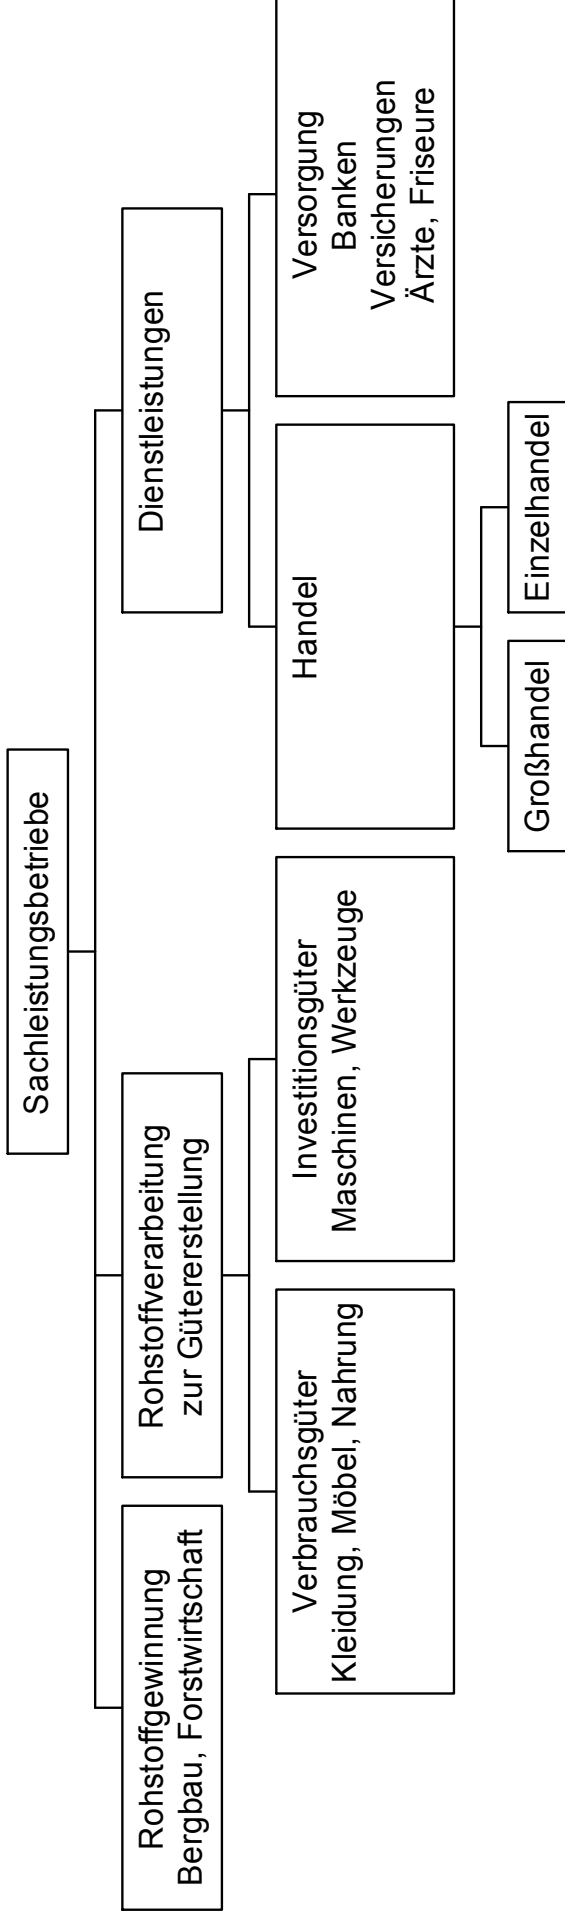 Sachleistungsbetriebe
Rohstoffgewinnung
Bergbau, Forstwirtschaft
Rohstoffverarbeitung
zur Gütererstellung
Dienstleistungen
Verbrauchsgüter
Kleidung, Möbel, Nahrung
Investitionsgüter
Maschinen, Werkzeuge
Handel
Versorgung
Banken
Versicherungen
Ärzte, Friseure
Großhandel
Einzelhandel